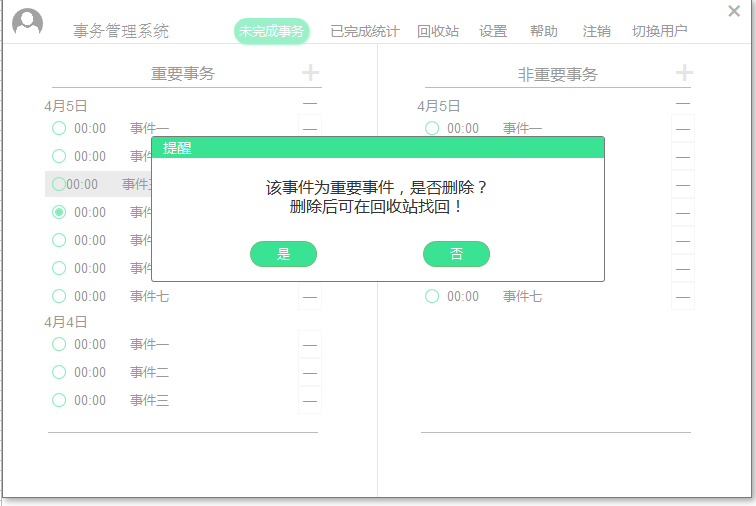 事务管理系统 未完成事务 已完成统计 回收站 设置 帮助 注销 切换用户
重要事务
4月5日
00:00 事件一
00:00 事
00:00 事件
00:00 事件
00:00 事件
00:00 事件
00:00 事件七
4月4日
00:00 事件一
00:00 事件二
00:00 事件三
非重要事务
4月5日
00:00 事件一
00:00 事件七
提醒
该事件为重要事件，是否删除？
删除后可在回收站找回！
是 否